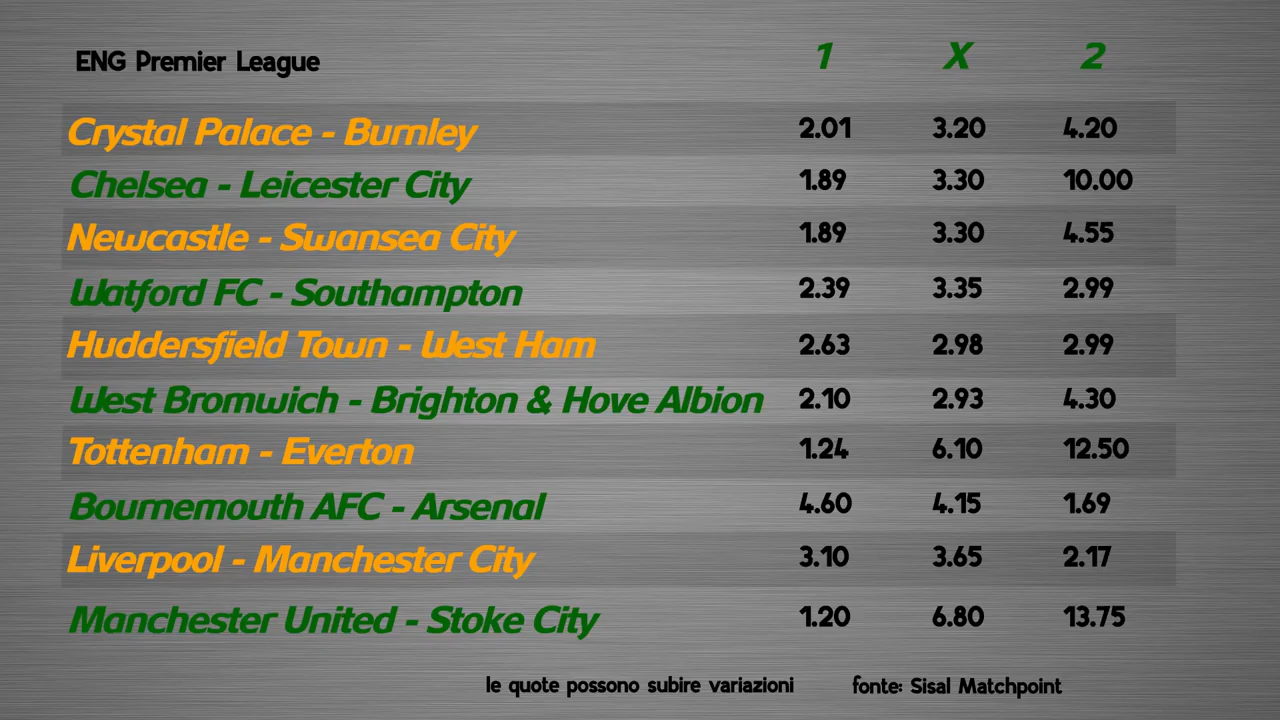 ENG Premier League 1 X 2
Crystal Palace - Burnley 2.01 3.20 4.20
Chelsea - Leicester City 1.89 3.30 10.00
Newcastle - Swansea City 1.89 3.30 4.55
Watford FC - Southampton 2.39 3.35 2.99
Huddersfield Town - West Ham 2.63 2.98 2.99
West Bromwich - Brighton & Hove Albion 2.10 2.93 4.30
Tottenham - Everton 1.24 6.10 12.50
Bournemouth AFC - Arsenal 4.60 4.15 1.69
Liverpool - Manchester City 3.10 3.65 2.17
Manchester United - Stoke City 1.20 6.80 13.75
le quote possono subire variazioni fonte: Sisal Matchpoint